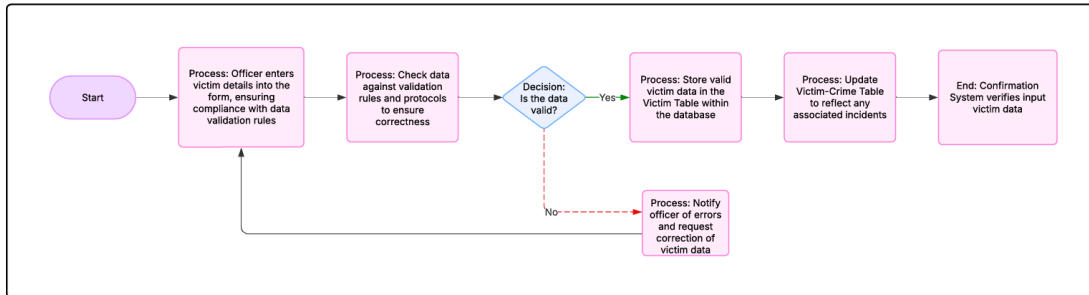 Start
Process: Officer enters
victim details into the
form, ensuring
compliance with data
validation rules
Process: Check data
against validation
rules and protocols
to ensure
correctness
Decision:
Is the data
valid?
Yes
Process: Store valid
victim data in the
Victim Table within
the database
Process: Update
Victim-Crime Table
to reflect any
associated incidents
End: Confirmation
System verifies input
victim data
No
Process: Notify
officer of errors
and request
correction of
victim data